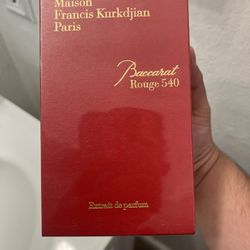 Maison
Francis Kurkdjian
Paris
Baccarat
Rouge 540
Extrait de parfum